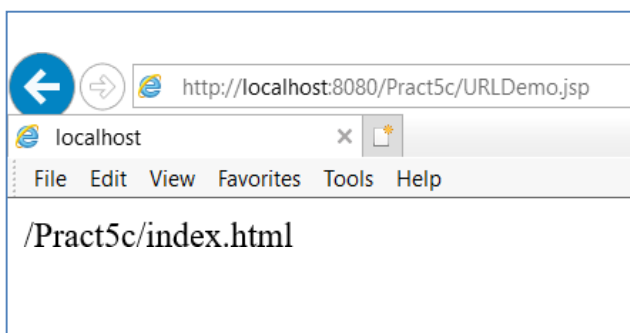 http://localhost:8080/Pract5c/URLDemo.jsp
localhost
File Edit View Favorites Tools Help
/Pract5c/index.html